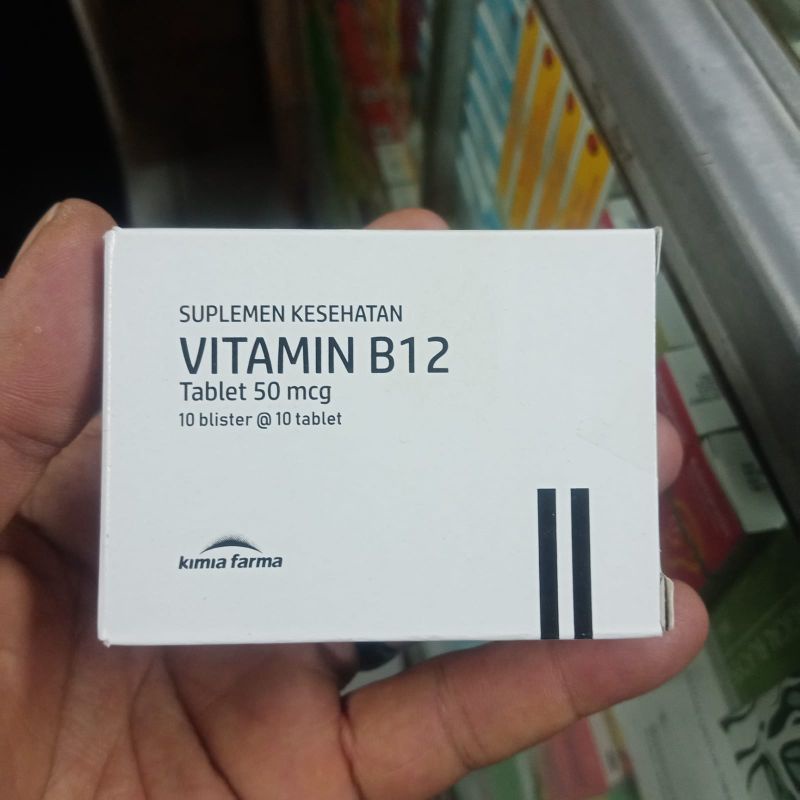 SUPLEMEN KESEHATAN
VITAMIN B12
Tablet 50 mcg
10 blister @ 10 tablet
kimia farma